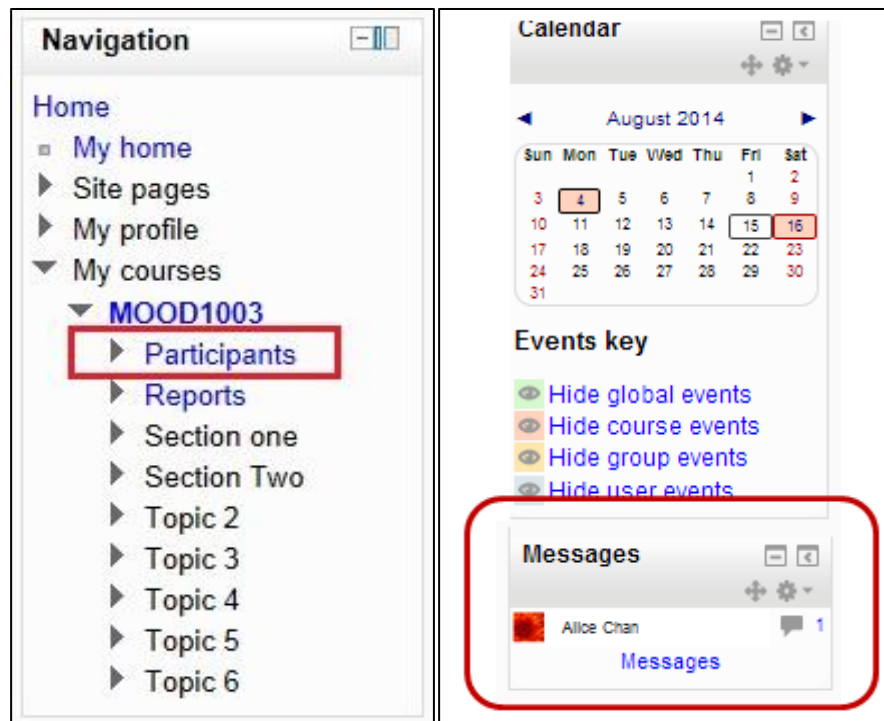 Navigation
Home
My home
Site pages
My profile
My courses
MOOD1003
Participants
Reports
Section one
Section Two
Topic 2
Topic 3
Topic 4
Topic 5
Topic 6
Calendar
August 2014
Sun Mon Tue Wed Thu Fri Sat
1 2
3 4 5 6 7 8 9
10 11 12 13 14 15 16
17 18 19 20 21 22 23
24 25 26 27 28 29 30
31
Events key
Hide global events
Hide course events
Hide group events
Hide user events
Messages
Alice Chan 1
Messages